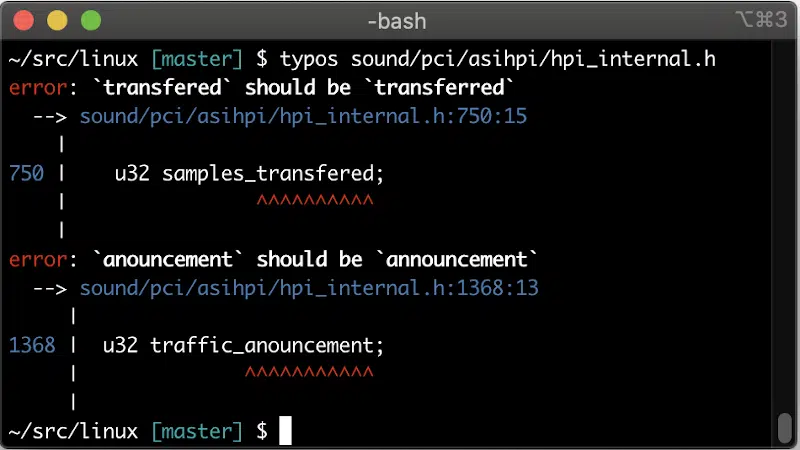 -bash
⌥⌘3
~/src/linux [master] $ typos sound/pci/asihpi/hpi_internal.h
error: `transfered` should be `transferred`
  --> sound/pci/asihpi/hpi_internal.h:750:15
    |
750 |    u32 samples_transfered;
    |                ^^^^^^^^^^
    |
error: `anouncement` should be `announcement`
  --> sound/pci/asihpi/hpi_internal.h:1368:13
     |
1368 |  u32 traffic_anouncement;
     |              ^^^^^^^^^^^
     |
~/src/linux [master] $